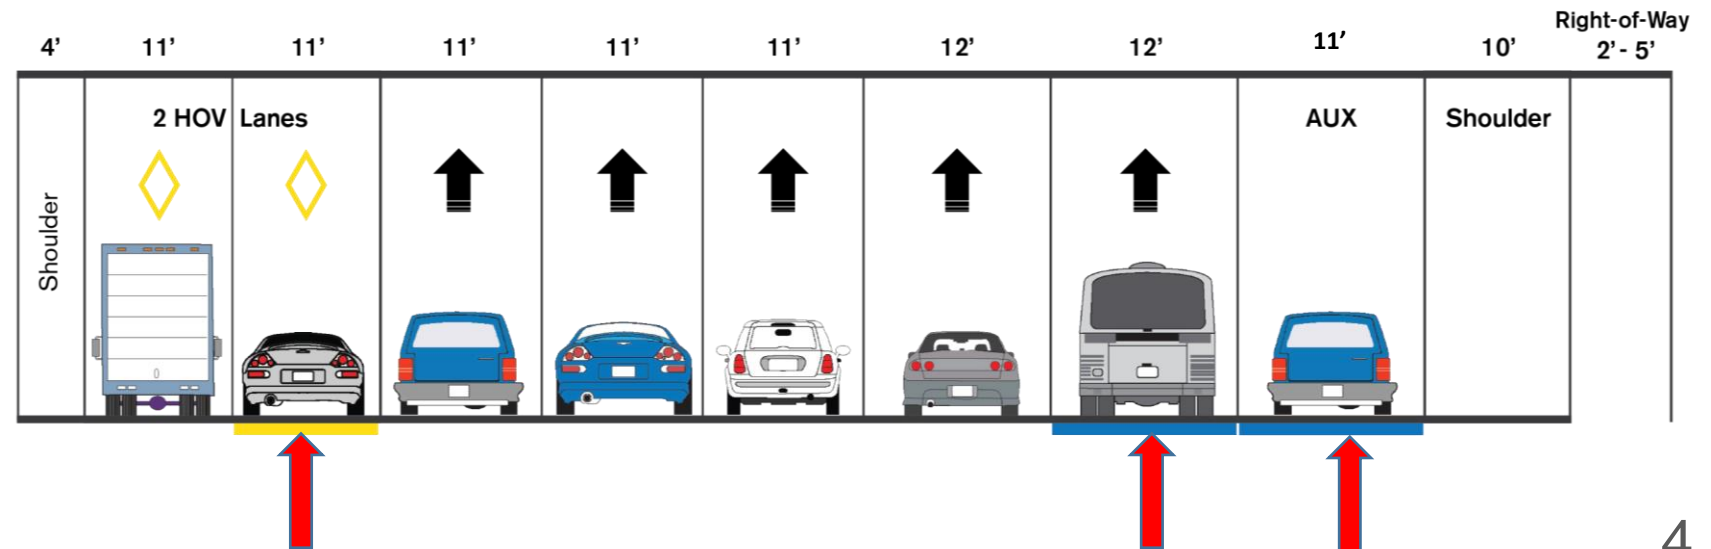 Right-of-Way
4’ 11’ 11’ 11’ 11’ 11’ 12’ 12’ 11’ 10’ 2’ - 5’
2 HOV Lanes AUX Shoulder
Shoulder
4